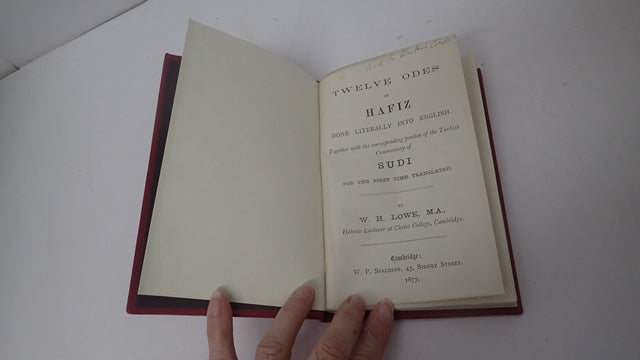 TWELVE ODES
OF
HAFIZ
DONE LITERALLY INTO ENGLISH.
Together with the corresponding portion of the Turkish
Commentary of
SUDI
FOR THE FIRST TIME TRANSLATED.
BY
W. H. LOWE, M.A.,
Hebrew Lecturer at Christ College, Cambridge.
Cambridge:
W. P. SPALDING, 43, SIDNEY STREET.
1877.